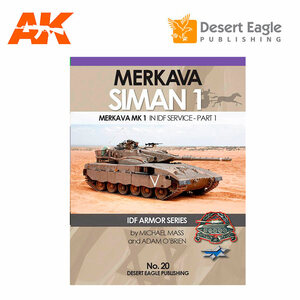 AK
Desert Eagle
PUBLISHING
MERKAVA
SIMAN 1
MERKAVA MK 1 IN IDF SERVICE - PART 1
IDF ARMOR SERIES
by MICHAEL MASS
and ADAM O'BRIEN
No. 20
DESERT EAGLE PUBLISHING